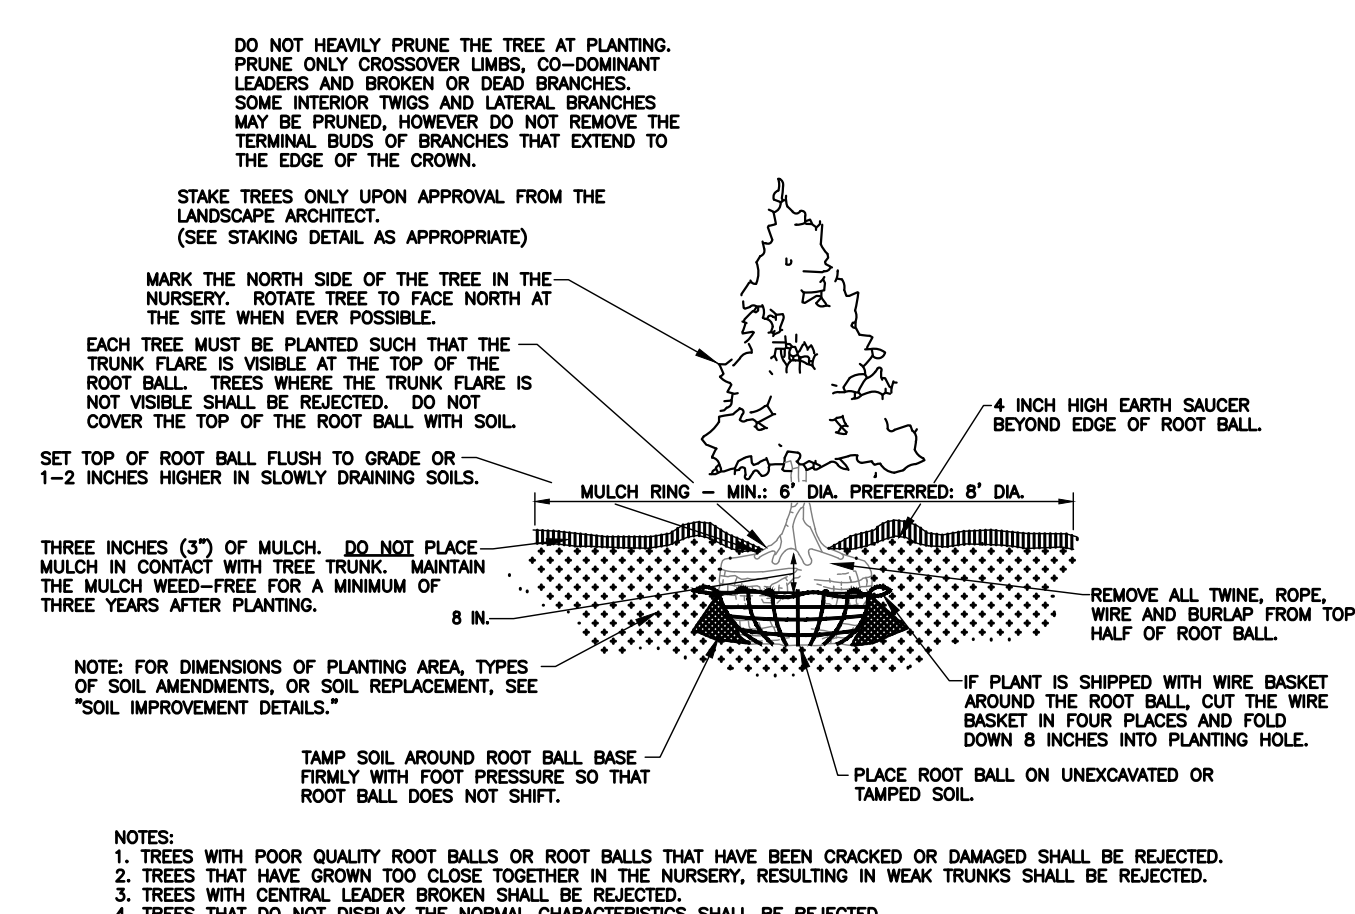 DO NOT HEAVILY PRUNE THE TREE AT PLANTING.
PRUNE ONLY CROSSOVER LIMBS, CO-DOMINANT
LEADERS AND BROKEN OR DEAD BRANCHES.
SOME INTERIOR TWIGS AND LATERAL BRANCHES
MAY BE PRUNED, HOWEVER DO NOT REMOVE THE
TERMINAL BUDS OF BRANCHES THAT EXTEND TO
THE EDGE OF THE CROWN.
STAKE TREES ONLY UPON APPROVAL FROM THE
LANDSCAPE ARCHITECT.
(SEE STAKING DETAIL AS APPROPRIATE)
MARK THE NORTH SIDE OF THE TREE IN THE
NURSERY. ROTATE TREE TO FACE NORTH AT
THE SITE WHEN EVER POSSIBLE.
EACH TREE MUST BE PLANTED SUCH THAT THE
TRUNK FLARE IS VISIBLE AT THE TOP OF THE
ROOT BALL. TREES WHERE THE TRUNK FLARE IS
NOT VISIBLE SHALL BE REJECTED. DO NOT
COVER THE TOP OF THE ROOT BALL WITH SOIL.
4 INCH HIGH EARTH SAUCER
BEYOND EDGE OF ROOT BALL.
SET TOP OF ROOT BALL FLUSH TO GRADE OR
1-2 INCHES HIGHER IN SLOWLY DRAINING SOILS.
MULCH RING - MIN.: 6' DIA. PREFERRED: 8' DIA.
THREE INCHES (3") OF MULCH. DO NOT PLACE
MULCH IN CONTACT WITH TREE TRUNK. MAINTAIN
THE MULCH WEED-FREE FOR A MINIMUM OF
THREE YEARS AFTER PLANTING.
8 IN.
REMOVE ALL TWINE, ROPE,
WIRE AND BURLAP FROM TOP
HALF OF ROOT BALL.
NOTE: FOR DIMENSIONS OF PLANTING AREA, TYPES
OF SOIL AMENDMENTS, OR SOIL REPLACEMENT, SEE
"SOIL IMPROVEMENT DETAILS."
IF PLANT IS SHIPPED WITH WIRE BASKET
AROUND THE ROOT BALL, CUT THE WIRE
BASKET IN FOUR PLACES AND FOLD
DOWN 8 INCHES INTO PLANTING HOLE.
TAMP SOIL AROUND ROOT BALL BASE
FIRMLY WITH FOOT PRESSURE SO THAT
ROOT BALL DOES NOT SHIFT.
PLACE ROOT BALL ON UNEXCAVATED OR
TAMPED SOIL.
NOTES:
1. TREES WITH POOR QUALITY ROOT BALLS OR ROOT BALLS THAT HAVE BEEN CRACKED OR DAMAGED SHALL BE REJECTED.
2. TREES THAT HAVE GROWN TOO CLOSE TOGETHER IN THE NURSERY, RESULTING IN WEAK TRUNKS SHALL BE REJECTED.
3. TREES WITH CENTRAL LEADER BROKEN SHALL BE REJECTED.
4. TREES THAT DO NOT DISPLAY THE NORMAL CHARACTERISTICS SHALL BE REJECTED.